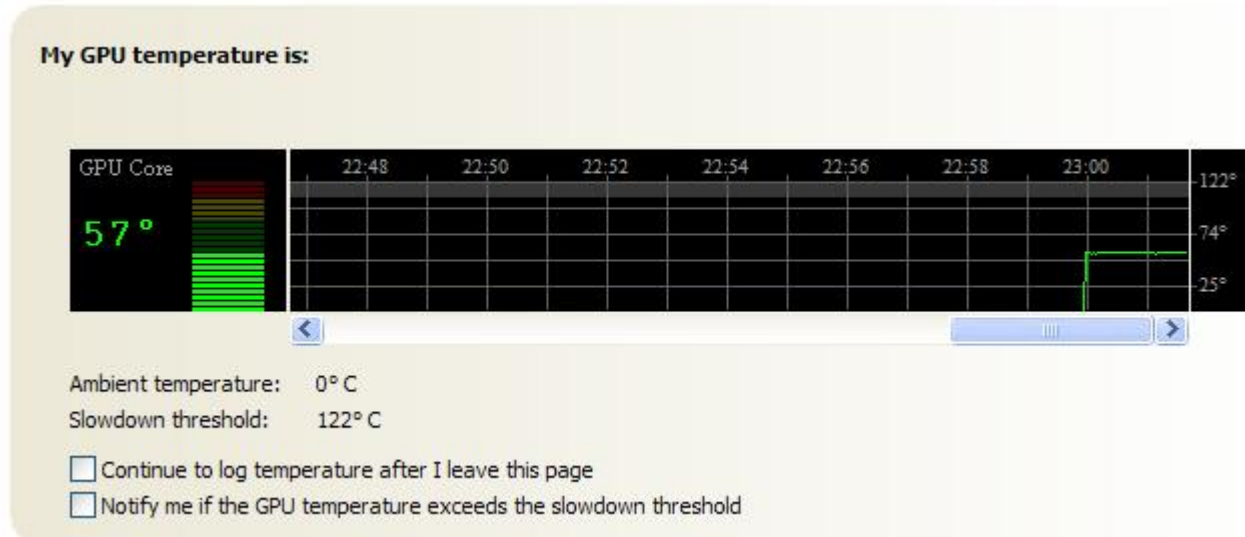 My GPU temperature is:
GPU Core
57°
22:48 22:50 22:52 22:54 22:56 22:58 23:00
122°
74°
25°
Ambient temperature: 0° C
Slowdown threshold: 122° C
Continue to log temperature after I leave this page
Notify me if the GPU temperature exceeds the slowdown threshold